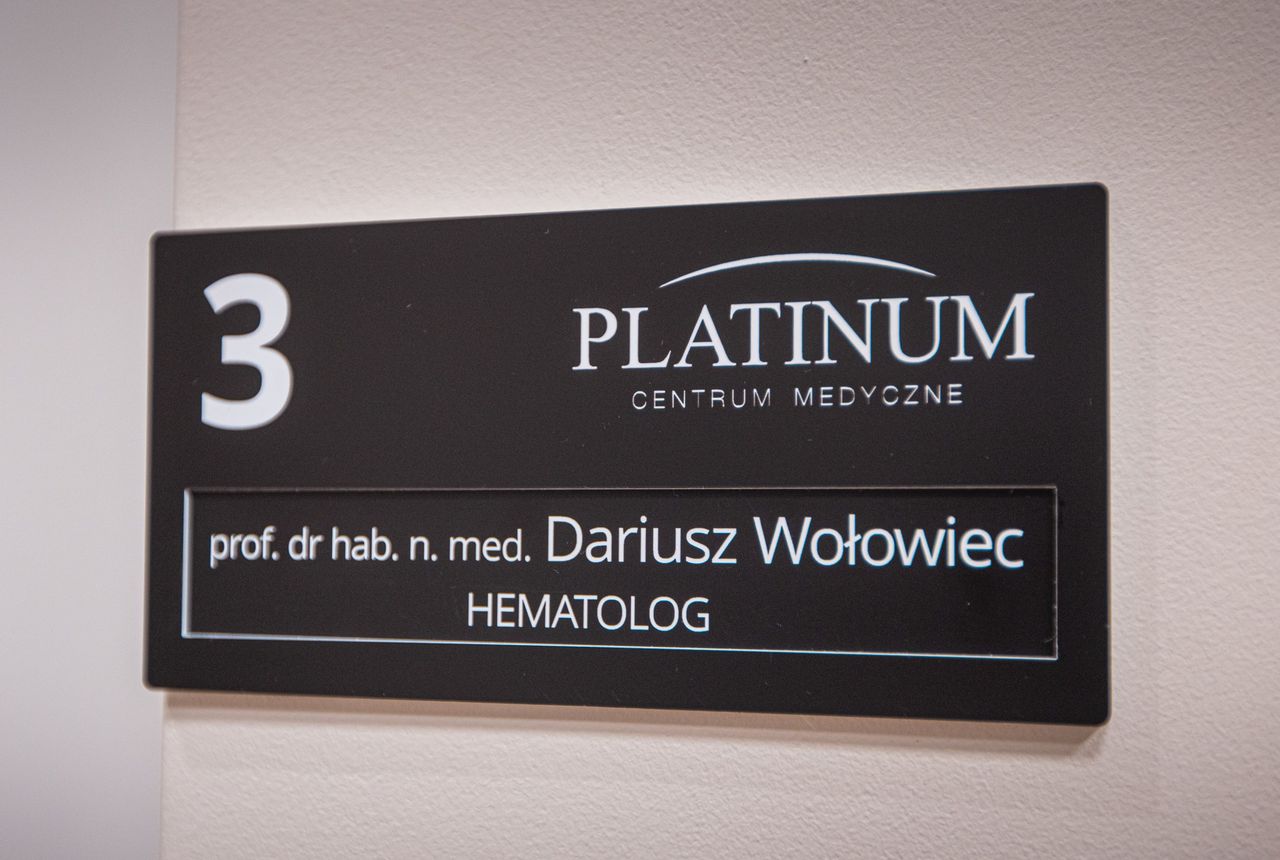 3
PLATINUM
CENTRUM MEDYCZNE
prof. dr hab. n. med. Dariusz Wołowiec
HEMATOLOG